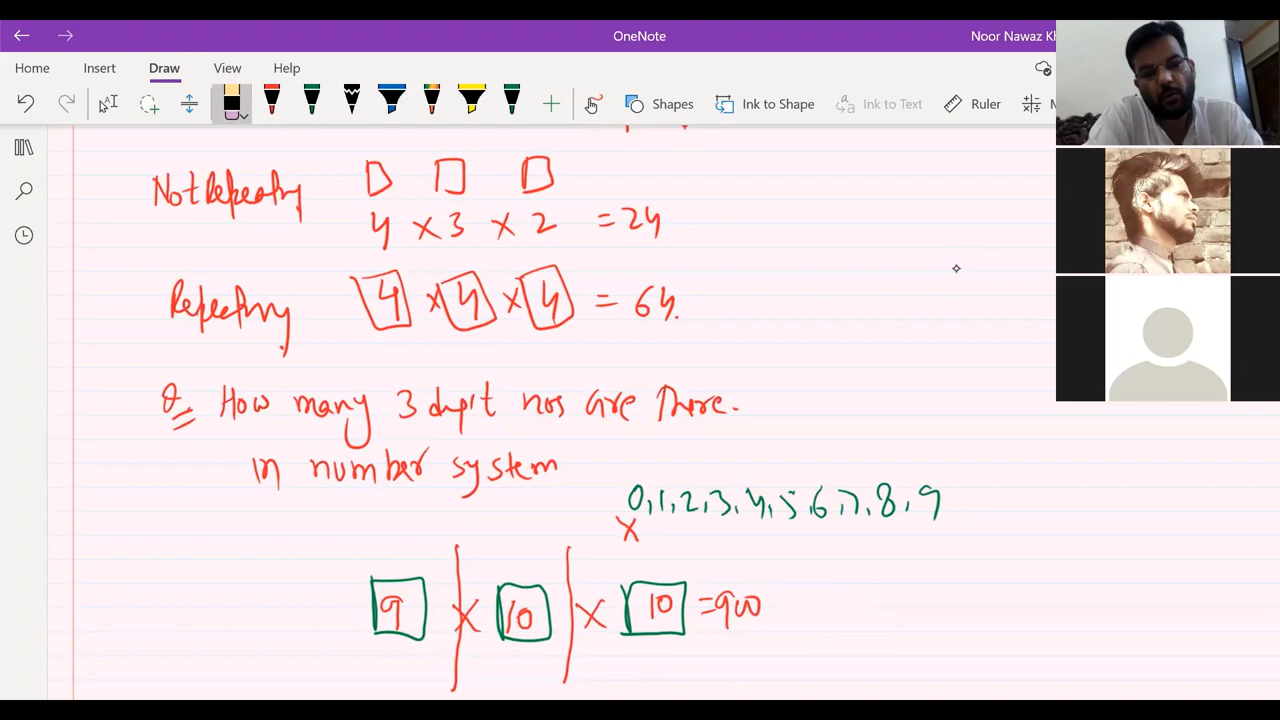 OneNote
Noor Nawaz Kh
Home Insert Draw View Help
Shapes Ink to Shape Ink to Text Ruler M
Not Repeating
4 × 3 × 2 = 24
Repeating 4 × 4 × 4 = 64.
Q How many 3 digit nos are there.
in number system
0,1,2,3,4,5,6,7,8,9
×
9 × 10 × 10 = 900